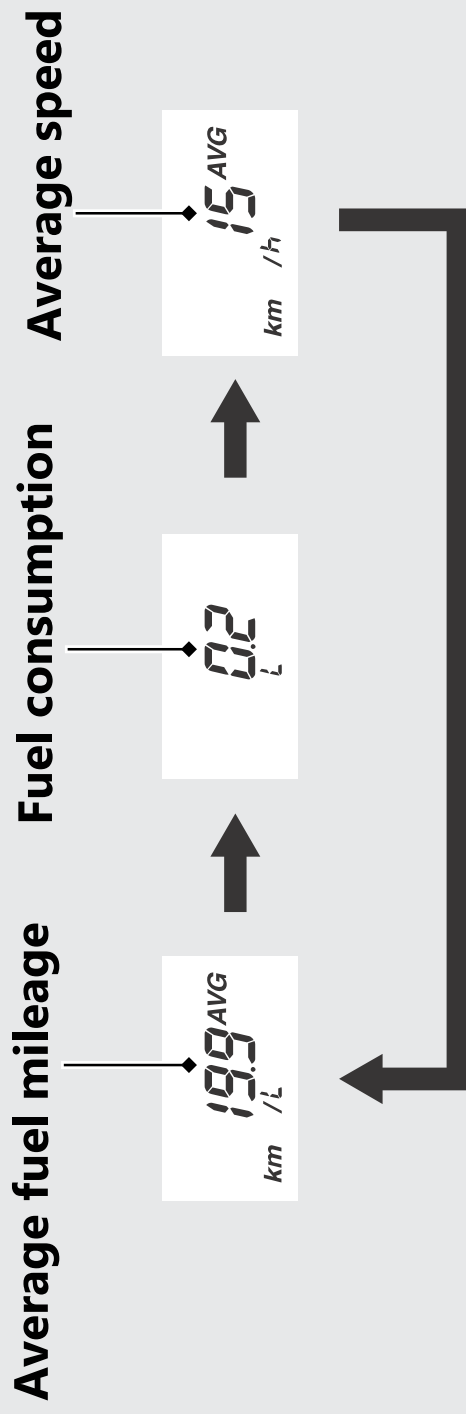 Average fuel mileage
19.9 AVG
km /L
Fuel consumption
0.2
L
Average speed
15 AVG
km /h